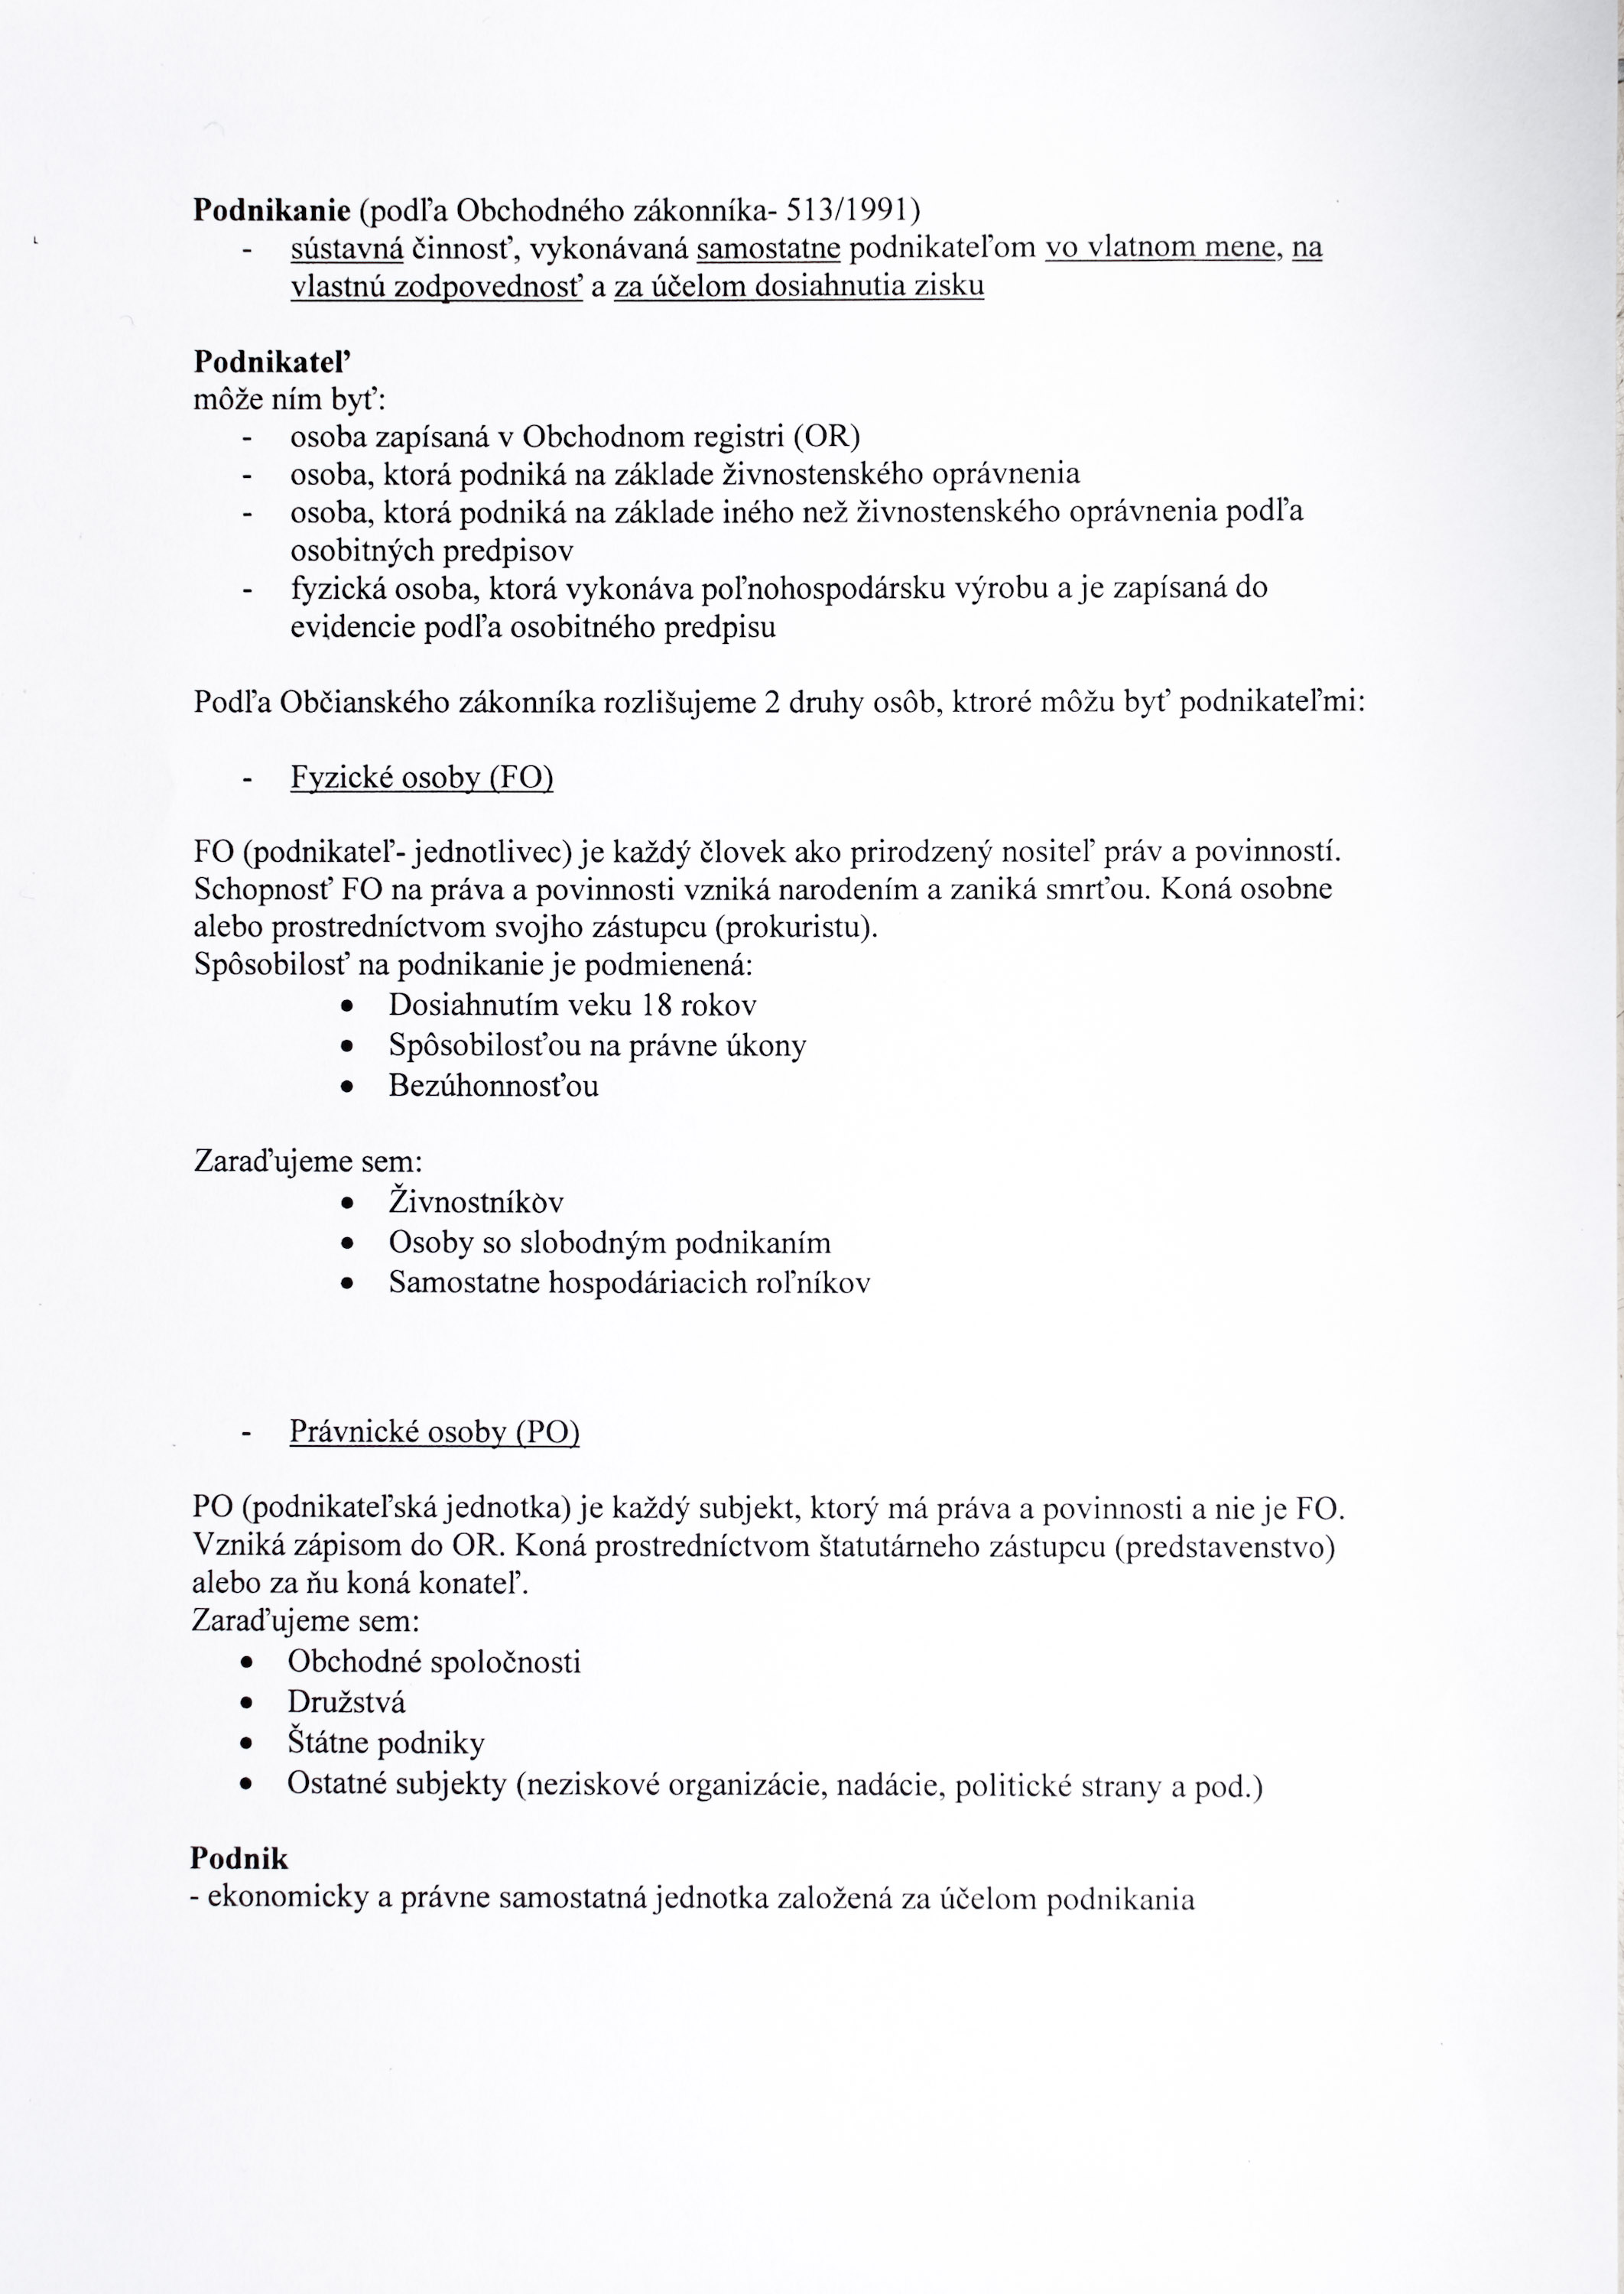 Podnikanie (podľa Obchodného zákonníka- 513/1991)
- sústavná činnosť, vykonávaná samostatne podnikateľom vo vlatnom mene, na
vlastnú zodpovednosť a za účelom dosiahnutia zisku
Podnikateľ
môže ním byť:
- osoba zapísaná v Obchodnom registri (OR)
- osoba, ktorá podniká na základe živnostenského oprávnenia
- osoba, ktorá podniká na základe iného než živnostenského oprávnenia podľa
osobitných predpisov
- fyzická osoba, ktorá vykonáva poľnohospodársku výrobu a je zapísaná do
evidencie podľa osobitného predpisu
Podľa Občianského zákonníka rozlišujeme 2 druhy osôb, ktroré môžu byť podnikateľmi:
- Fyzické osoby (FO)
FO (podnikateľ- jednotlivec) je každý človek ako prirodzený nositeľ práv a povinností.
Schopnosť FO na práva a povinnosti vzniká narodením a zaniká smrťou. Koná osobne
alebo prostredníctvom svojho zástupcu (prokuristu).
Spôsobilosť na podnikanie je podmienená:
• Dosiahnutím veku 18 rokov
• Spôsobilosťou na právne úkony
• Bezúhonnosťou
Zaraďujeme sem:
• Živnostníkov
• Osoby so slobodným podnikaním
• Samostatne hospodáriacich roľníkov
- Právnické osoby (PO)
PO (podnikateľská jednotka) je každý subjekt, ktorý má práva a povinnosti a nie je FO.
Vzniká zápisom do OR. Koná prostredníctvom štatutárneho zástupcu (predstavenstvo)
alebo za ňu koná konateľ.
Zaraďujeme sem:
• Obchodné spoločnosti
• Družstvá
• Štátne podniky
• Ostatné subjekty (neziskové organizácie, nadácie, politické strany a pod.)
Podnik
- ekonomicky a právne samostatná jednotka založená za účelom podnikania